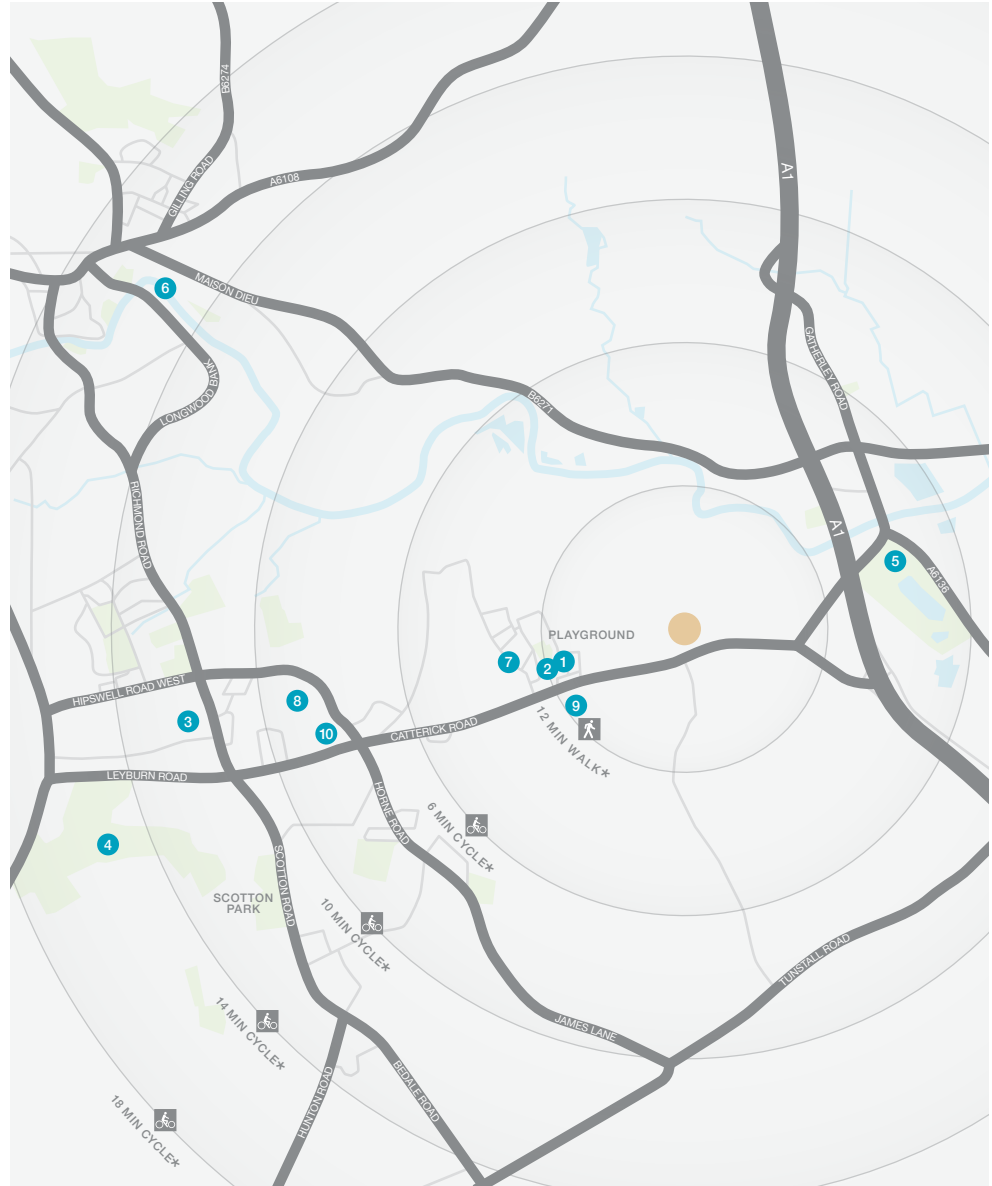 B6274
GILLING ROAD
A6108
A1
6
MAISON DIEU
GATHERLEY ROAD
LONGWOOD BANK
B6271
RICHMOND ROAD
A1
5
A6136
PLAYGROUND
7
2
1
HIPSWELL ROAD WEST
8
9
3
10
CATTERICK ROAD
12 MIN WALK*
LEYBURN ROAD
HORNE ROAD
6 MIN CYCLE*
4
SCOTTON ROAD
SCOTTON
PARK
10 MIN CYCLE*
TUNSTALL ROAD
14 MIN CYCLE*
JAMES LANE
BEDALE ROAD
HUNTON ROAD
18 MIN CYCLE*